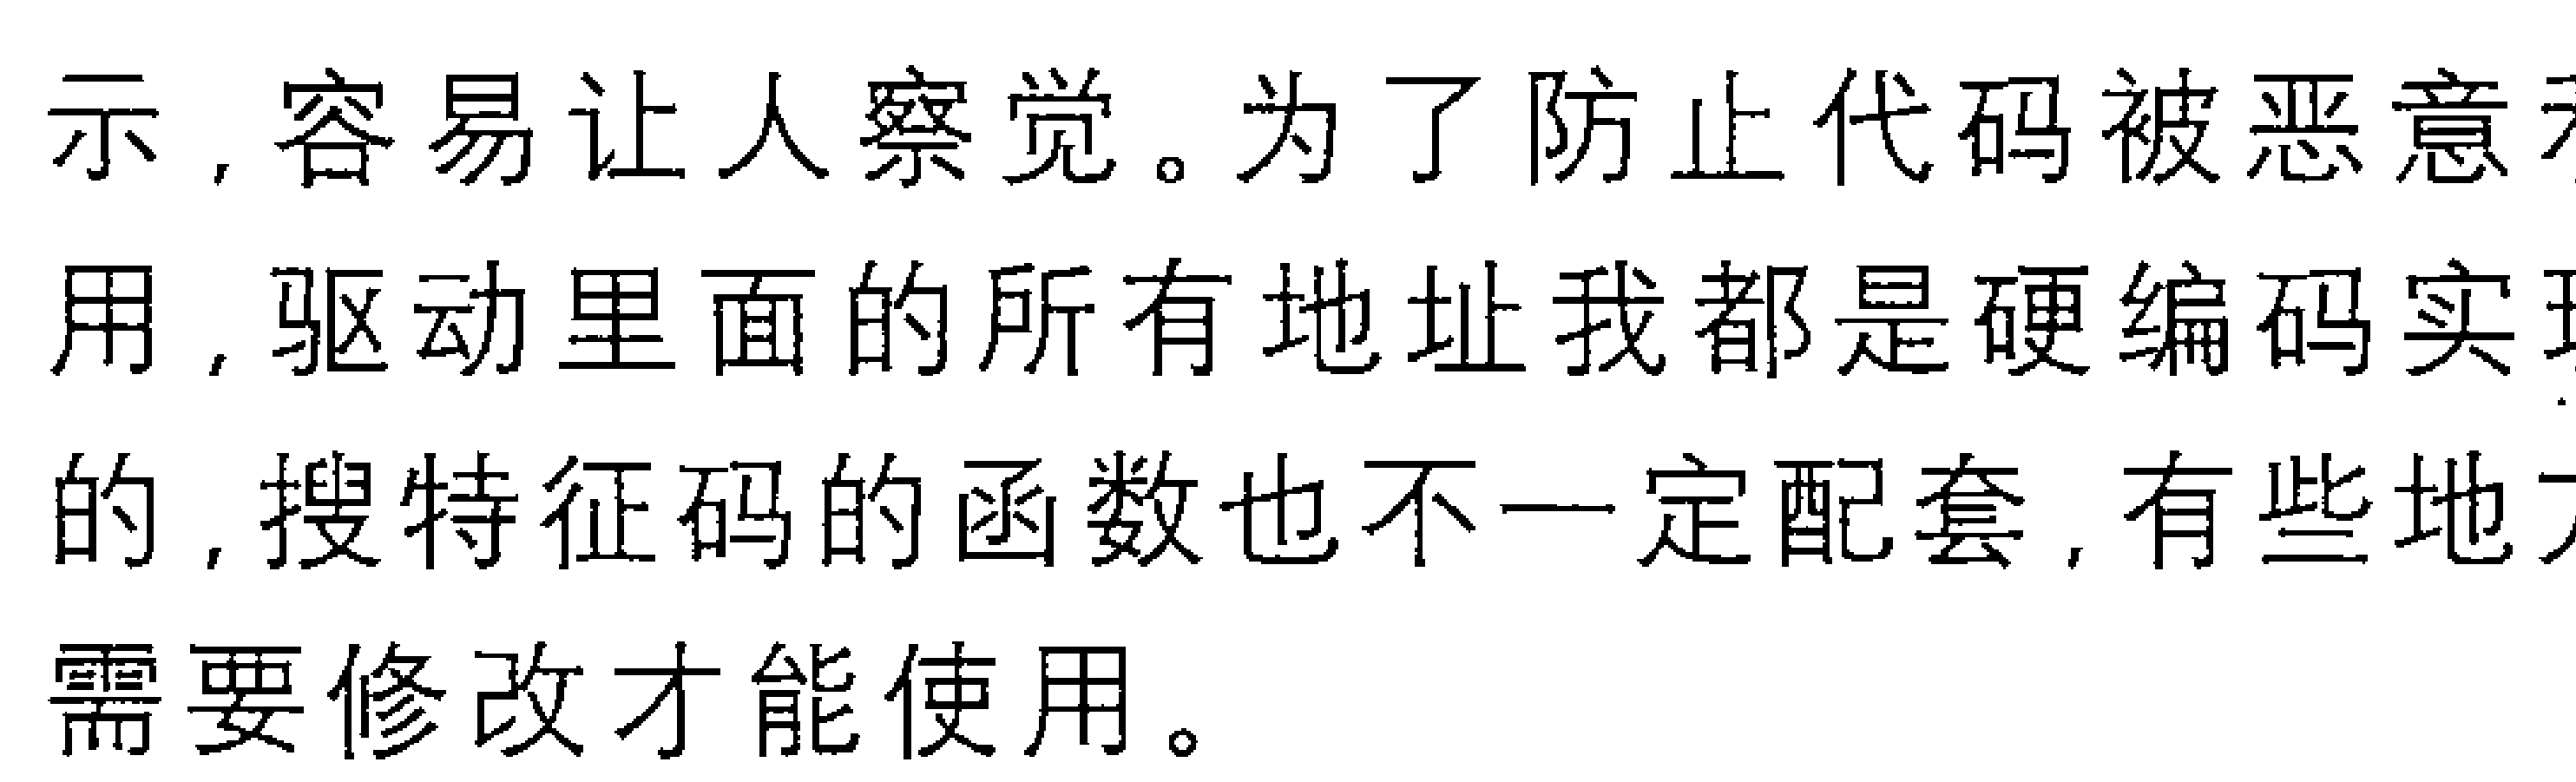 示,容易让人察觉。为了防止代码被恶意
用,驱动里面的所有地址我都是硬编码实
的,搜特征码的函数也不一定配套,有些地
需要修改才能使用。